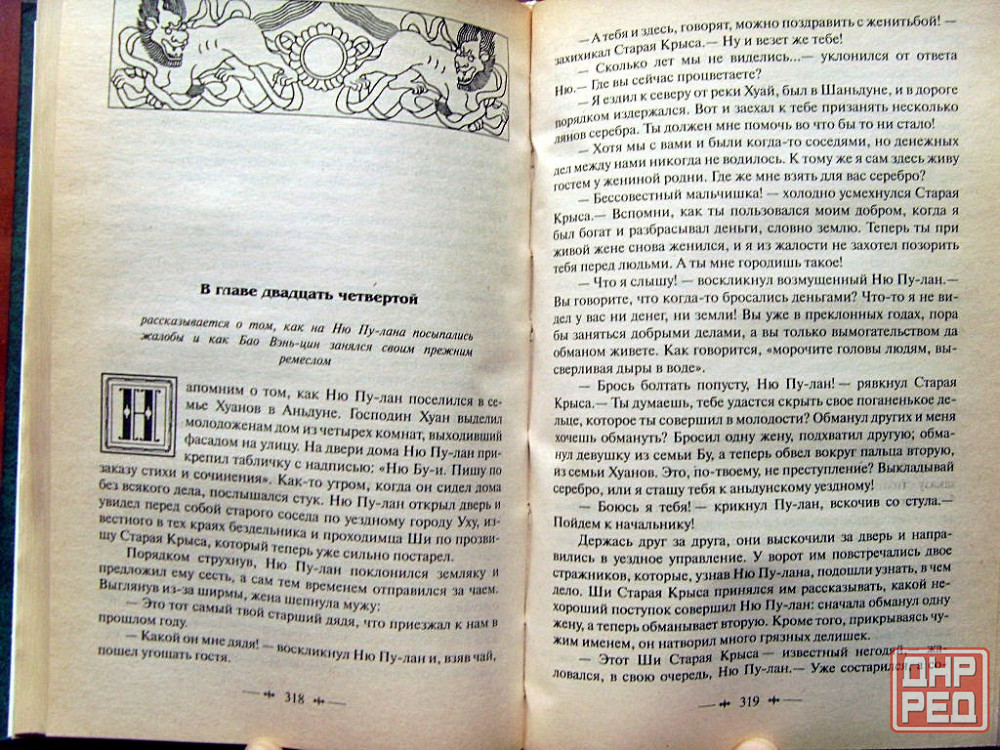 В главе двадцать четвертой
рассказывается о том, как на Ню Пу-лана посыпались
жалобы и как Бао Вэнь-цин занялся своим прежним
ремеслом
Напомним о том, как Ню Пу-лан поселился в се-
мье Хуанов в Аньдуне. Господин Хуан выделил
молодоженам дом из четырех комнат, выходивший
фасадом на улицу. На двери дома Ню Пу-лан при-
крепил табличку с надписью: «Ню Бу-и. Пишу по
заказу стихи и сочинения». Как-то утром, когда он сидел дома
без всякого дела, послышался стук. Ню Пу-лан открыл дверь и
увидел перед собой старого соседа по уездному городу Уху, из-
вестного в тех краях бездельника и проходимца Ши по прозви-
щу Старая Крыса, который теперь уже сильно постарел.
Порядком струхнув, Ню Пу-лан поклонился земляку и
предложил ему сесть, а сам тем временем отправился за чаем.
Выглянув из-за ширмы, жена шепнула мужу:
— Это тот самый твой старший дядя, что приезжал к нам в
прошлом году.
— Какой он мне дядя! — воскликнул Ню Пу-лан и, взяв чай,
пошел угощать гостя.
318
— А тебя и здесь, говорят, можно поздравить с женитьбой! —
захихикал Старая Крыса.— Ну и везет же тебе!
— Сколько лет мы не виделись...— уклонился от ответа
Ню.— Где вы сейчас процветаете?
— Я ездил к северу от реки Хуай, был в Шаньдуне, и в дороге
порядком издержался. Вот и заехал к тебе призанять несколько
лянов серебра. Ты должен мне помочь во что бы то ни стало!
— Хотя мы с вами и были когда-то соседями, но денежных
дел между нами никогда не водилось. К тому же я сам здесь живу
гостем у жениной родни. Где же мне взять для вас серебро?
— Бессовестный мальчишка! — холодно усмехнулся Старая
Крыса.— Вспомни, как ты пользовался моим добром, когда я
был богат и разбрасывал деньги, словно землю. Теперь ты при
живой жене снова женился, и я из жалости не захотел позорить
тебя перед людьми. А ты мне городишь такое!
— Что я слышу! — воскликнул возмущенный Ню Пу-лан.—
Вы говорите, что когда-то бросались деньгами? Что-то я не ви-
дел у вас ни денег, ни земли! Вы уже в преклонных годах, пора
бы заняться добрыми делами, а вы только вымогательством да
обманом живете. Как говорится, «морочите головы людям, вы-
сверливая дыры в воде».
— Брось болтать попусту, Ню Пу-лан! — рявкнул Старая
Крыса.— Ты думаешь, тебе удастся скрыть свое поганенькое де-
льце, которое ты совершил в молодости? Обманул других и меня
хочешь обмануть? Бросил одну жену, подхватил другую; обма-
нул девушку из семьи Бу, а теперь обвел вокруг пальца вторую,
из семьи Хуанов. Это, по-твоему, не преступление? Выкладывай
серебро, или я стащу тебя к аньдунскому уездному!
— Боюсь я тебя! — крикнул Пу-лан, вскочив со стула.—
Пойдем к начальнику!
Держась друг за друга, они выскочили за дверь и напра-
вились в уездное управление. У ворот им повстречались двое
стражников, которые, узнав Ню Пу-лана, подошли узнать, в чем
дело. Ши Старая Крыса принялся им рассказывать, какой не-
хороший поступок совершил Ню Пу-лан: сначала обманул одну
жену, а теперь обманывает вторую. Кроме того, прикрываясь чу-
жим именем, он натворил много грязных делишек.
— Этот Ши Старая Крыса — известный негодяй, — жа-
ловался, в свою очередь, Ню Пу-лан.— Уже состарился, а со-
319
ДАР
РЕД